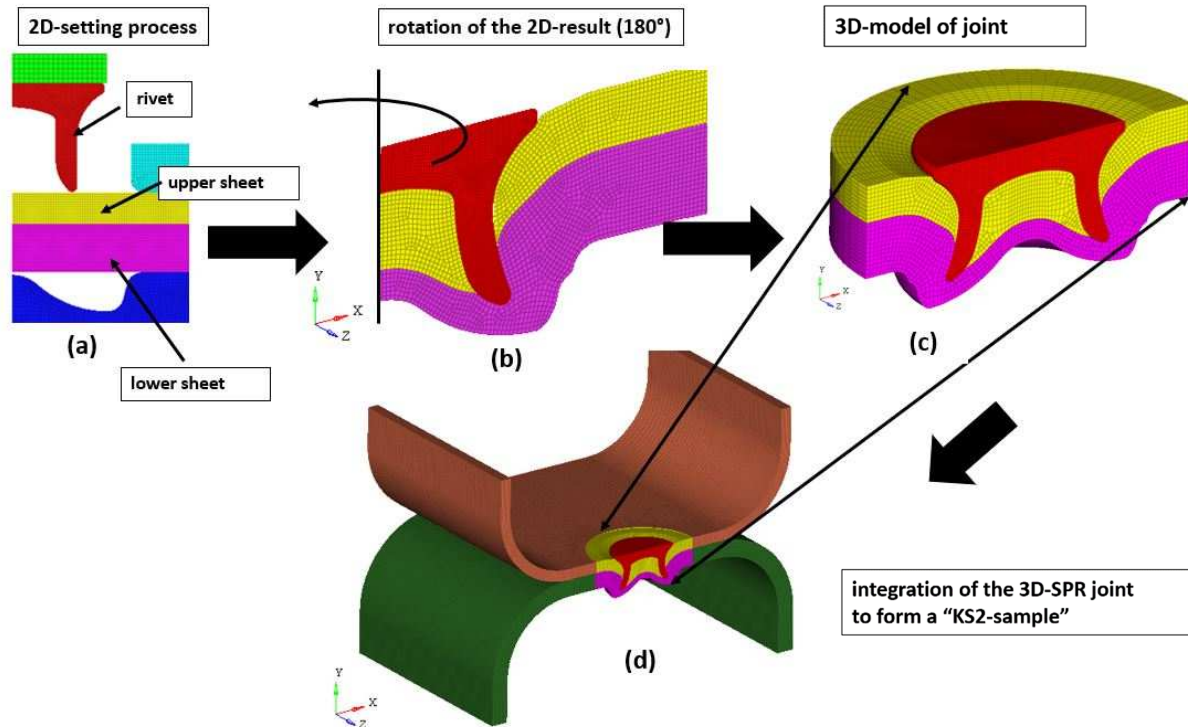 2D-setting process
rotation of the 2D-result (180°)
3D-model of joint
rivet
upper sheet
Y
X
Z
(a)
(b)
Y
X
Z
(c)
lower sheet
integration of the 3D-SPR joint
to form a “KS2-sample”
(d)
Y
X
Z